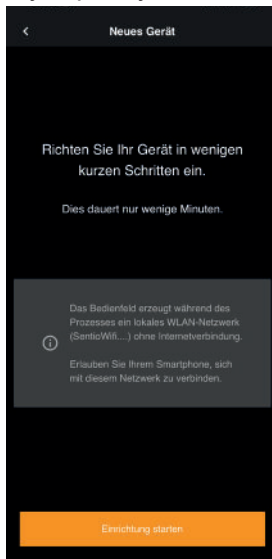 Neues Gerät
Richten Sie Ihr Gerät in wenigen
kurzen Schritten ein.
Dies dauert nur wenige Minuten.
Das Bedienfeld erzeugt während des
Prozesses ein lokales WLAN-Netzwerk
(SentioWifi....) ohne Internetverbindung.
Erlauben Sie Ihrem Smartphone, sich
mit diesem Netzwerk zu verbinden.
Einrichtung starten